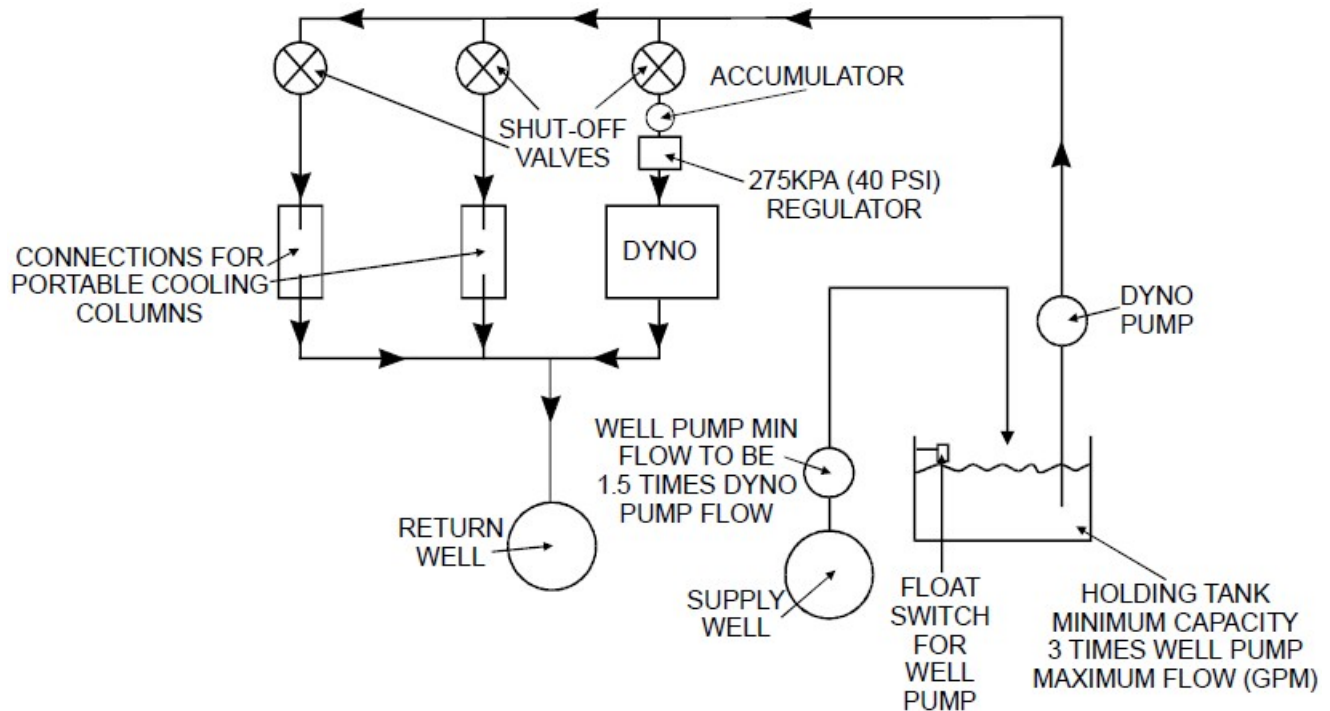 ACCUMULATOR
SHUT-OFF
VALVES
275KPA (40 PSI)
REGULATOR
CONNECTIONS FOR
PORTABLE COOLING
COLUMNS
DYNO
DYNO
PUMP
WELL PUMP MIN
FLOW TO BE
1.5 TIMES DYNO
PUMP FLOW
RETURN
WELL
SUPPLY
WELL
FLOAT
SWITCH
FOR
WELL
PUMP
HOLDING TANK
MINIMUM CAPACITY
3 TIMES WELL PUMP
MAXIMUM FLOW (GPM)